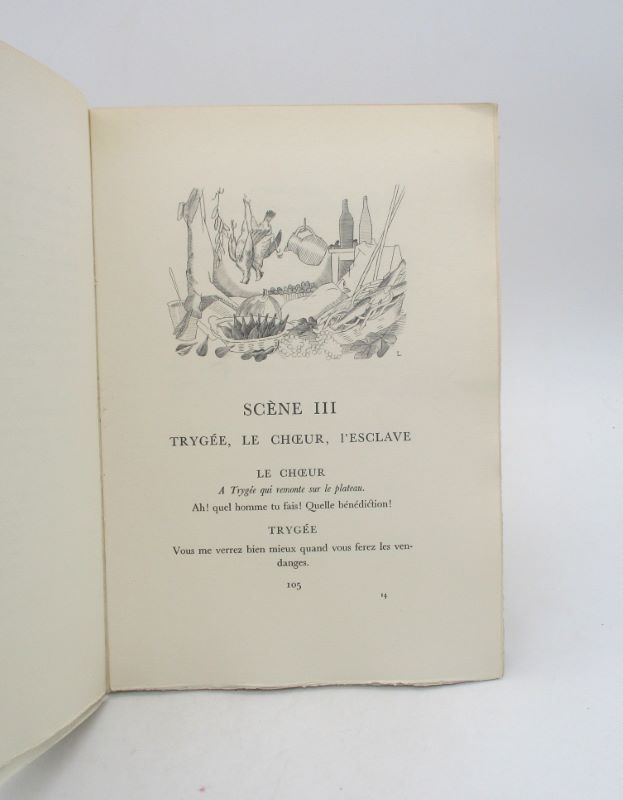 L
SCÈNE III
TRYGÉE, LE CHŒUR, l'ESCLAVE
LE CHŒUR
A Trygée qui remonte sur le plateau.
Ah! quel homme tu fais! Quelle bénédiction!
TRYGÉE
Vous me verrez bien mieux quand vous ferez les ven-
danges.
105
14